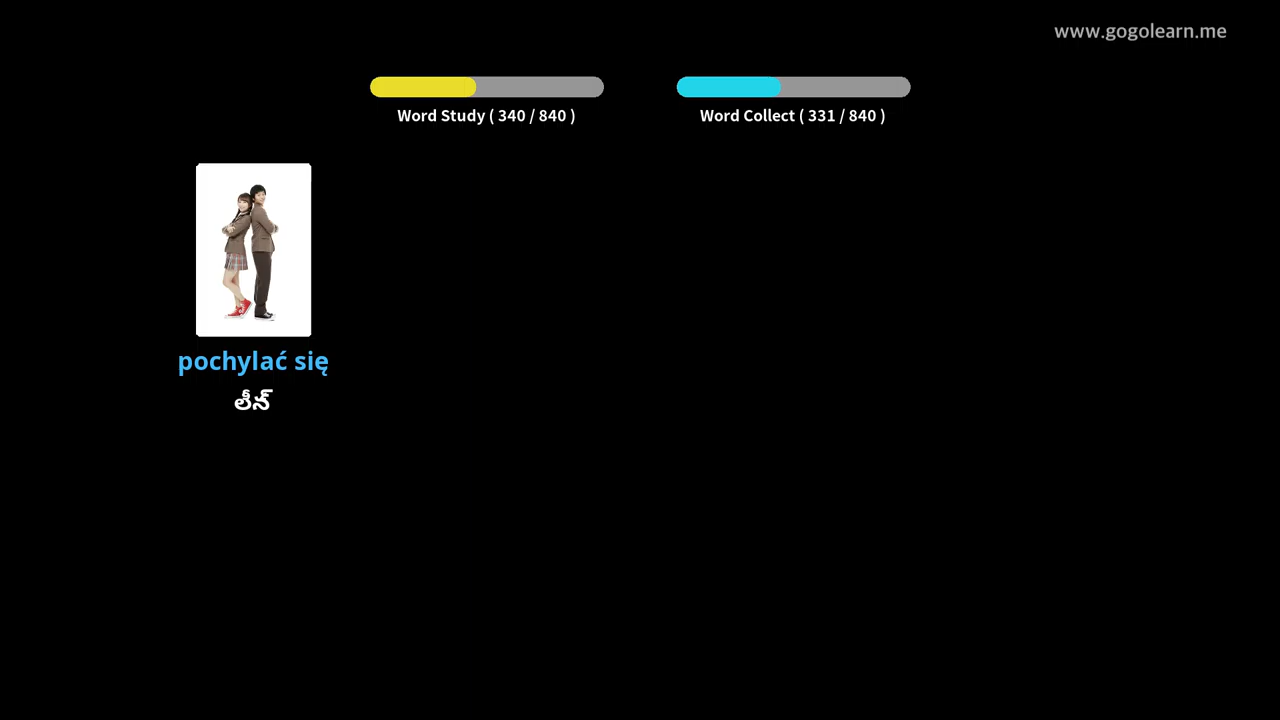 www.gogolearn.me
Word Study ( 340 / 840 )
Word Collect ( 331 / 840 )
pochylać się
లీన్